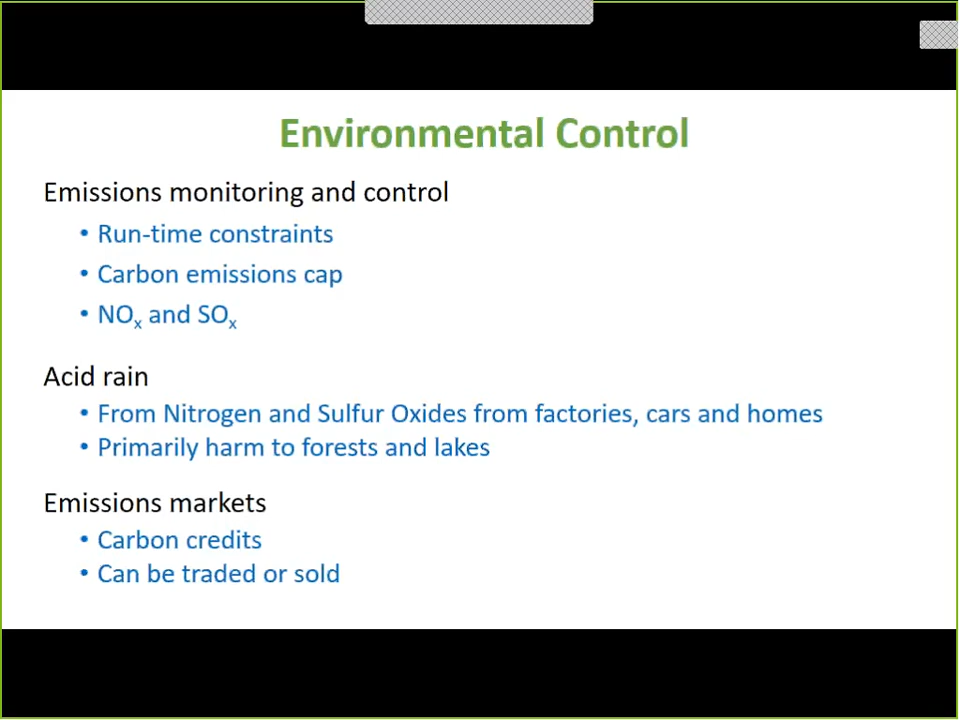 Environmental Control
Emissions monitoring and control
• Run-time constraints
• Carbon emissions cap
• NOx and SOx
Acid rain
• From Nitrogen and Sulfur Oxides from factories, cars and homes
• Primarily harm to forests and lakes
Emissions markets
• Carbon credits
• Can be traded or sold